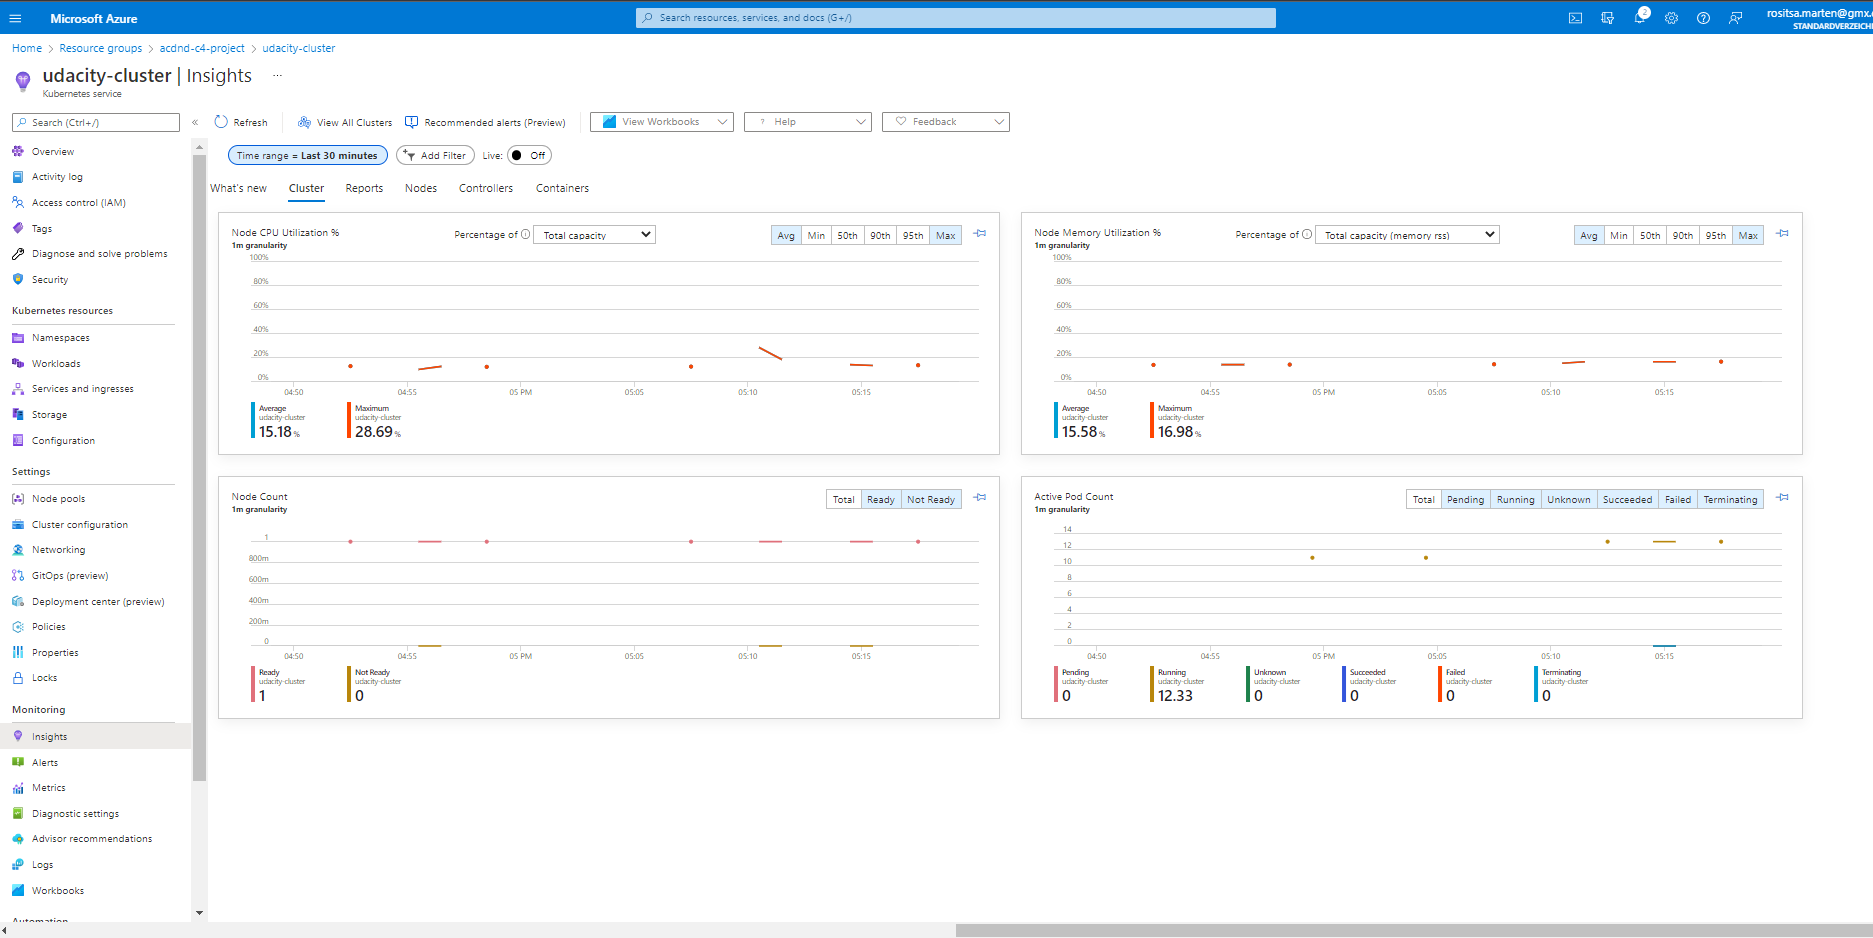 Microsoft Azure
Search resources, services, and docs (G+/)
2
rositsa.marten@gmx.
STANDARDVERZEICH
Home > Resource groups > acdnd-c4-project > udacity-cluster
udacity-cluster | Insights ...
Kubernetes service
Search (Ctrl+/)
«
Refresh
View All Clusters
Recommended alerts (Preview)
View Workbooks
? Help
Feedback
Time range = Last 30 minutes
Add Filter
Live: Off
What's new
Cluster
Reports
Nodes
Controllers
Containers
Overview
Activity log
Access control (IAM)
Tags
Diagnose and solve problems
Security
Kubernetes resources
Namespaces
Workloads
Services and ingresses
Storage
Configuration
Settings
Node pools
Cluster configuration
Networking
GitOps (preview)
Deployment center (preview)
Policies
Properties
Locks
Monitoring
Insights
Alerts
Metrics
Diagnostic settings
Advisor recommendations
Logs
Workbooks
Automation
Node CPU Utilization %
1m granularity
Percentage of Total capacity
Avg Min 50th 90th 95th Max
100%
80%
60%
40%
20%
0%
04:50 04:55 05 PM 05:05 05:10 05:15
Average
udacity-cluster
15.18 %
Maximum
udacity-cluster
28.69 %
Node Memory Utilization %
1m granularity
Percentage of Total capacity (memory rss)
Avg Min 50th 90th 95th Max
100%
80%
60%
40%
20%
0%
04:50 04:55 05 PM 05:05 05:10 05:15
Average
udacity-cluster
15.58 %
Maximum
udacity-cluster
16.98 %
Node Count
1m granularity
Total Ready Not Ready
1
800m
600m
400m
200m
0
04:50 04:55 05 PM 05:05 05:10 05:15
Ready
udacity-cluster
1
Not Ready
udacity-cluster
0
Active Pod Count
1m granularity
Total Pending Running Unknown Succeeded Failed Terminating
14
12
10
8
6
4
2
0
04:50 04:55 05 PM 05:05 05:10 05:15
Pending
udacity-cluster
0
Running
udacity-cluster
12.33
Unknown
udacity-cluster
0
Succeeded
udacity-cluster
0
Failed
udacity-cluster
0
Terminating
udacity-cluster
0